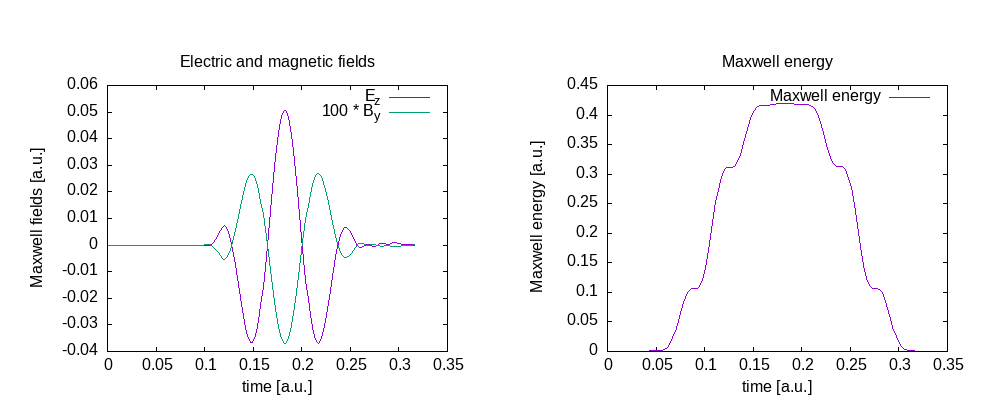 Electric and magnetic fields
Maxwell fields [a.u.]
0.06
0.05
0.04
0.03
0.02
0.01
0
-0.01
-0.02
-0.03
-0.04
E_z
100 * B_y
0 0.05 0.1 0.15 0.2 0.25 0.3 0.35
time [a.u.]
Maxwell energy
Maxwell energy [a.u.]
0.45
0.4
0.35
0.3
0.25
0.2
0.15
0.1
0.05
0
Maxwell energy
0 0.05 0.1 0.15 0.2 0.25 0.3 0.35
time [a.u.]